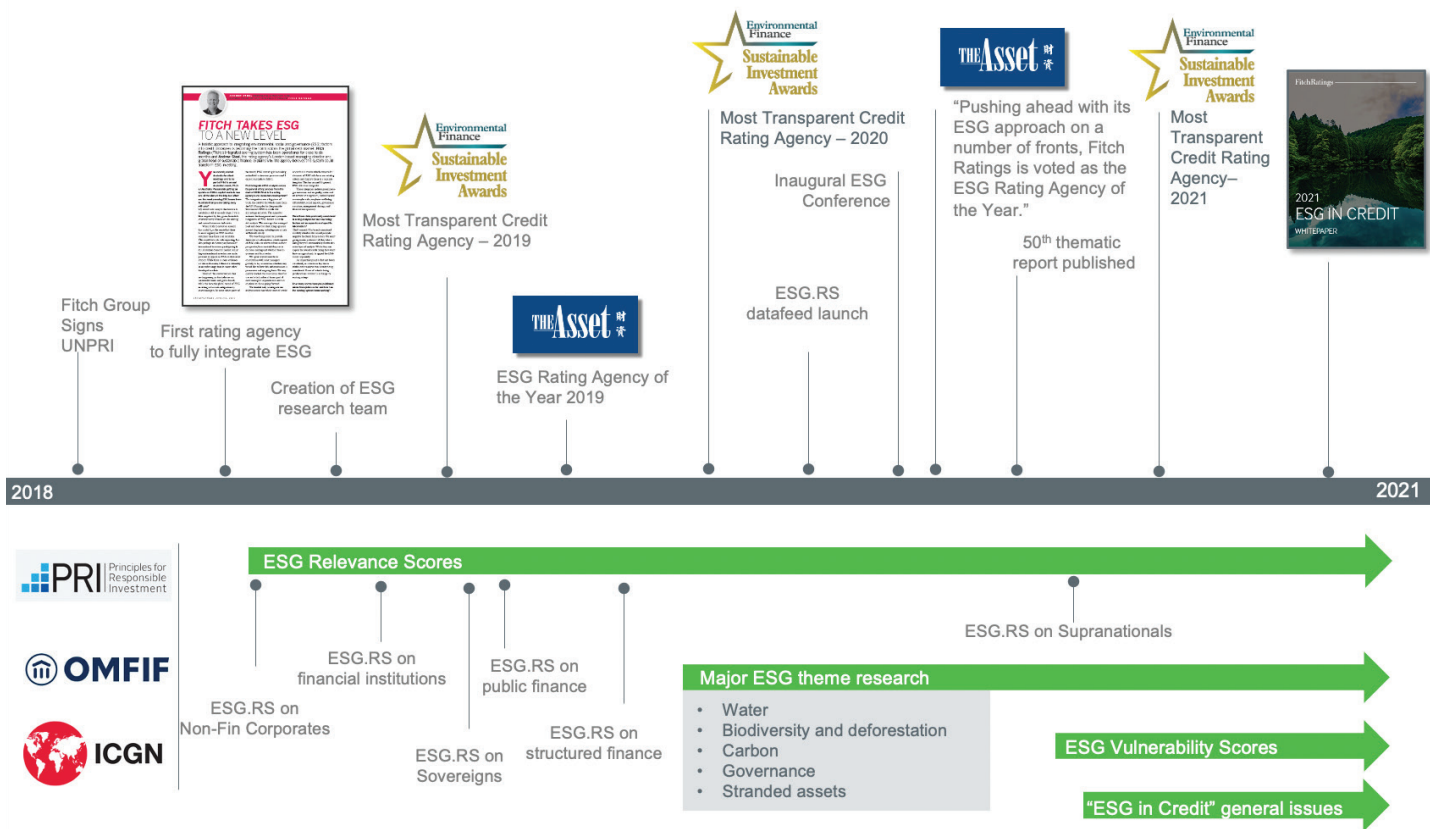 Environmental
Finance
Sustainable
Investment
Awards
Most Transparent Credit
Rating Agency – 2020
THE Asset 財資
“Pushing ahead with its
ESG approach on a
number of fronts, Fitch
Ratings is voted as the
ESG Rating Agency of
the Year.”
Environmental
Finance
Sustainable
Investment
Awards
Most
Transparent
Credit Rating
Agency–
2021
FitchRatings
2021
ESG IN CREDIT
WHITEPAPER
FITCH TAKES ESG
TO A NEW LEVEL
Environmental
Finance
Sustainable
Investment
Awards
Most Transparent Credit
Rating Agency – 2019
Inaugural ESG
Conference
50th thematic
report published
Fitch Group
Signs
UNPRI
First rating agency
to fully integrate ESG
Creation of ESG
research team
THE Asset 財資
ESG Rating Agency of
the Year 2019
ESG.RS
datafeed launch
2018
2021
PRI Principles for
Responsible
Investment
OMFIF
ICGN
ESG Relevance Scores
ESG.RS on
Non-Fin Corporates
ESG.RS on
financial institutions
ESG.RS on
Sovereigns
ESG.RS on
public finance
ESG.RS on
structured finance
ESG.RS on Supranationals
Major ESG theme research
• Water
• Biodiversity and deforestation
• Carbon
• Governance
• Stranded assets
ESG Vulnerability Scores
“ESG in Credit” general issues